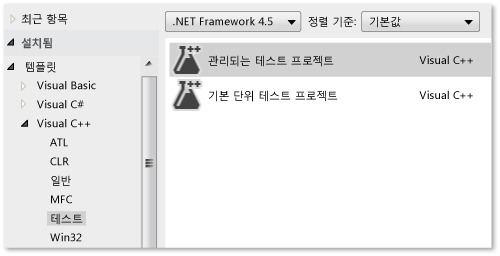 최근 항목
.NET Framework 4.5 정렬 기준: 기본값
설치됨
템플릿
관리되는 테스트 프로젝트 Visual C++
Visual Basic
기본 단위 테스트 프로젝트 Visual C++
Visual C#
Visual C++
ATL
CLR
일반
MFC
테스트
Win32